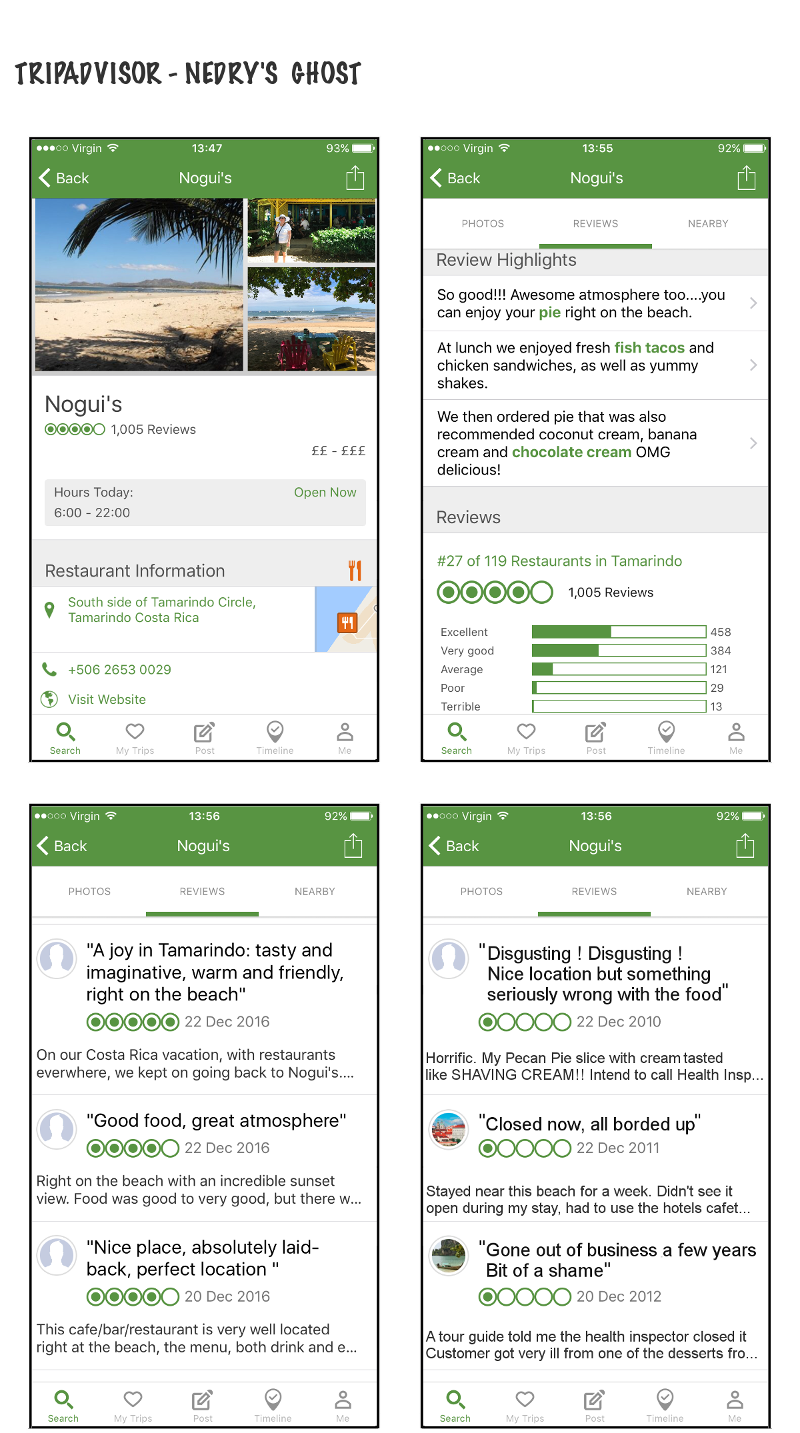 TRIPADVISOR - NEDRY'S GHOST
Virgin 13:47 93%
Back Nogui's
Nogui's
1,005 Reviews
££ - £££
Hours Today: Open Now
6:00 - 22:00
Restaurant Information
South side of Tamarindo Circle,
Tamarindo Costa Rica
+506 2653 0029
Visit Website
Search My Trips Post Timeline Me
Virgin 13:55 92%
Back Nogui's
PHOTOS REVIEWS NEARBY
Review Highlights
So good!!! Awesome atmosphere too....you
can enjoy your pie right on the beach.
At lunch we enjoyed fresh fish tacos and
chicken sandwiches, as well as yummy
shakes.
We then ordered pie that was also
recommended coconut cream, banana
cream and chocolate cream OMG
delicious!
Reviews
#27 of 119 Restaurants in Tamarindo
1,005 Reviews
Excellent 458
Very good 384
Average 121
Poor 29
Terrible 13
Search My Trips Post Timeline Me
Virgin 13:56 92%
Back Nogui's
PHOTOS REVIEWS NEARBY
"A joy in Tamarindo: tasty and
imaginative, warm and friendly,
right on the beach"
22 Dec 2016
On our Costa Rica vacation, with restaurants
everwhere, we kept on going back to Nogui's....
"Good food, great atmosphere"
22 Dec 2016
Right on the beach with an incredible sunset
view. Food was good to very good, but there w...
"Nice place, absolutely laid-
back, perfect location "
20 Dec 2016
This cafe/bar/restaurant is very well located
right at the beach, the menu, both drink and e...
Search My Trips Post Timeline Me
Virgin 13:56 92%
Back Nogui's
PHOTOS REVIEWS NEARBY
"Disgusting ! Disgusting !
Nice location but something
seriously wrong with the food"
22 Dec 2010
Horrific. My Pecan Pie slice with cream tasted
like SHAVING CREAM!! Intend to call Health Insp...
"Closed now, all borded up"
22 Dec 2011
Stayed near this beach for a week. Didn't see it
open during my stay, had to use the hotels cafet...
"Gone out of business a few years
Bit of a shame"
20 Dec 2012
A tour guide told me the health inspector closed it
Customer got very ill from one of the desserts fro...
Search My Trips Post Timeline Me